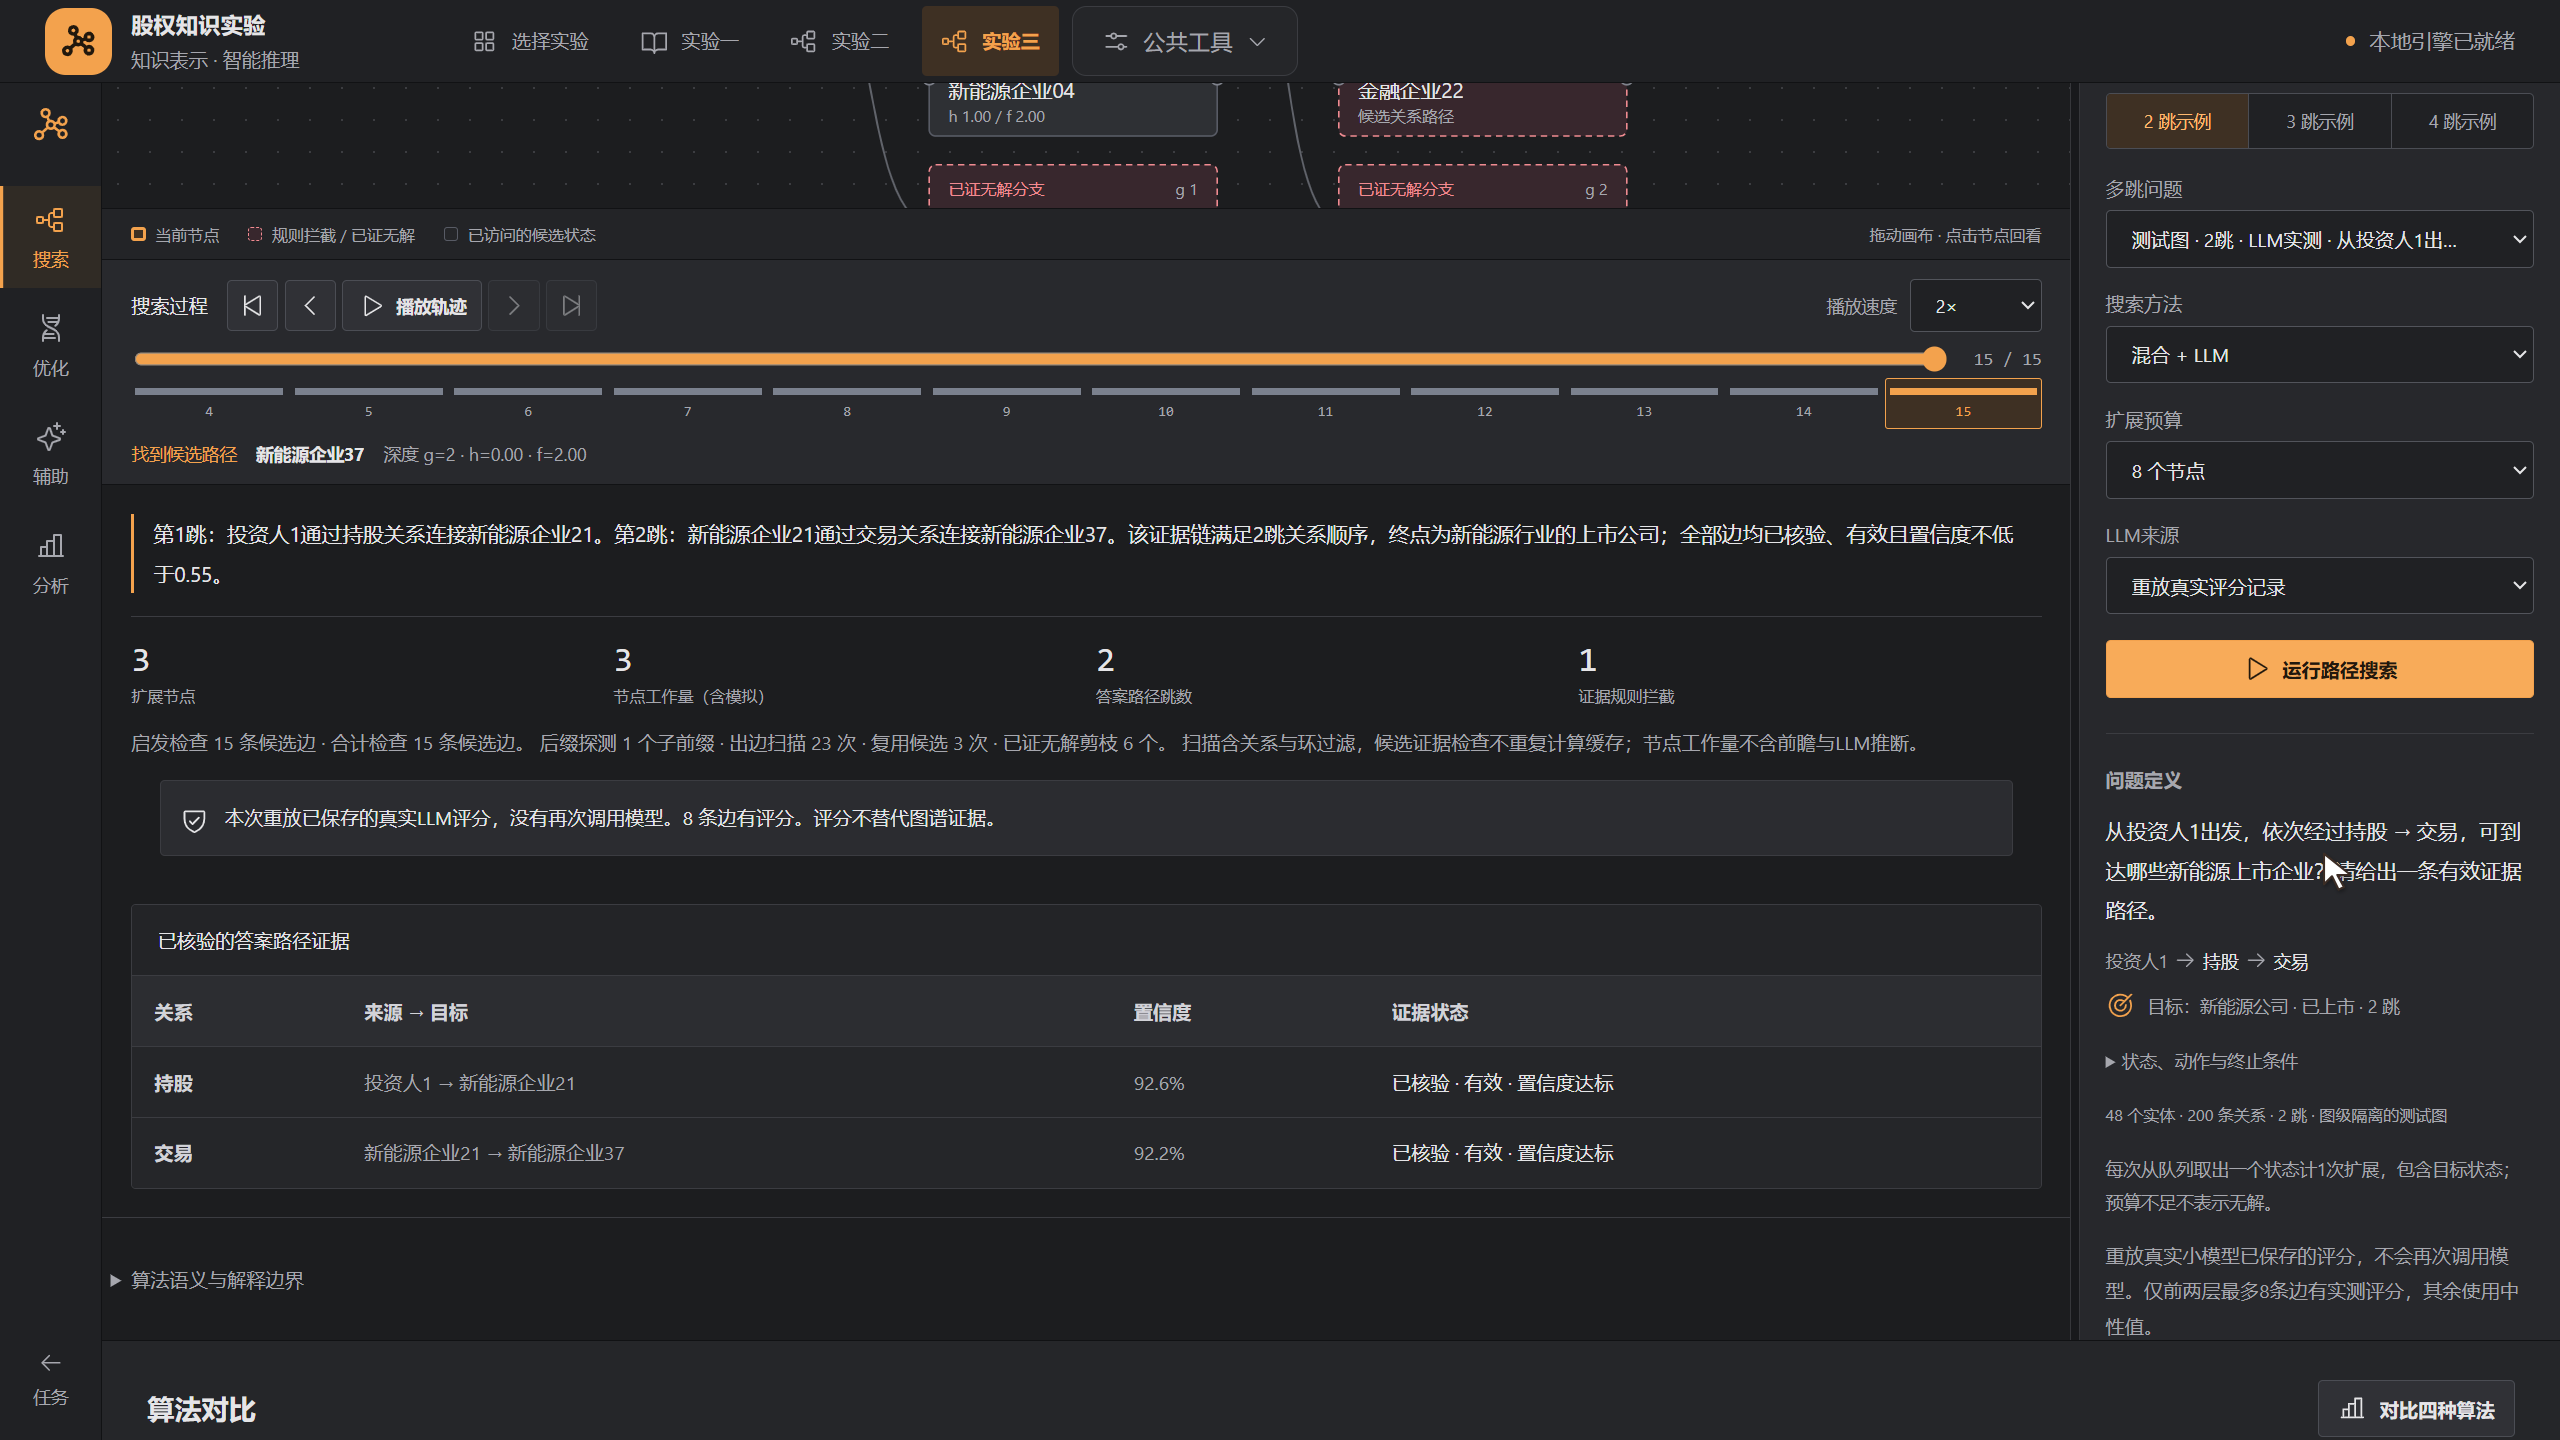 股权知识实验
知识表示 · 智能推理
选择实验
实验一
实验二
实验三
公共工具
本地引擎已就绪
搜索
优化
辅助
分析
任务
新能源企业04
h 1.00 / f 2.00
金融企业22
候选关系路径
已证无解分支 g 1
已证无解分支 g 2
当前节点
规则拦截 / 已证无解
已访问的候选状态
拖动画布 · 点击节点回看
搜索过程
播放轨迹
播放速度
2×
15 / 15
4 5 6 7 8 9 10 11 12 13 14 15
找到候选路径 新能源企业37 深度 g=2 · h=0.00 · f=2.00
第1跳：投资人1通过持股关系连接新能源企业21。第2跳：新能源企业21通过交易关系连接新能源企业37。该证据链满足2跳关系顺序，终点为新能源行业的上市公司；全部边均已核验、有效且置信度不低
于0.55。
3
扩展节点
3
节点工作量（含模拟）
2
答案路径跳数
1
证据规则拦截
启发检查 15 条候选边 · 合计检查 15 条候选边。 后缀探测 1 个子前缀 · 出边扫描 23 次 · 复用候选 3 次 · 已证无解剪枝 6 个。 扫描含关系与环过滤，候选证据检查不重复计算缓存；节点工作量不含前瞻与LLM推断。
本次重放已保存的真实LLM评分，没有再次调用模型。8 条边有评分。评分不替代图谱证据。
已核验的答案路径证据
关系 来源 → 目标 置信度 证据状态
持股 投资人1 → 新能源企业21 92.6% 已核验 · 有效 · 置信度达标
交易 新能源企业21 → 新能源企业37 92.2% 已核验 · 有效 · 置信度达标
算法语义与解释边界
算法对比
对比四种算法
2 跳示例
3 跳示例
4 跳示例
多跳问题
测试图 · 2跳 · LLM实测 · 从投资人1出...
搜索方法
混合 + LLM
扩展预算
8 个节点
LLM来源
重放真实评分记录
运行路径搜索
问题定义
从投资人1出发，依次经过持股 → 交易，可到
达哪些新能源上市企业？请给出一条有效证据
路径。
投资人1 → 持股 → 交易
目标：新能源公司 · 已上市 · 2 跳
状态、动作与终止条件
48 个实体 · 200 条关系 · 2 跳 · 图级隔离的测试图
每次从队列取出一个状态计1次扩展，包含目标状态；
预算不足不表示无解。
重放真实小模型已保存的评分，不会再次调用模
型。仅前两层最多8条边有实测评分，其余使用中
性值。